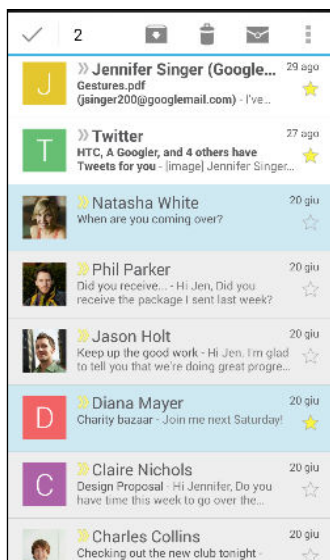 2
J
» Jennifer Singer (Google...
29 ago
Gestures.pdf
(jsinger200@googlemail.com) - I've...
T
» Twitter
27 ago
HTC, A Googler, and 4 others have
Tweets for you - [image] Jennifer Singer...
» Natasha White
20 giu
When are you coming over?
» Phil Parker
20 giu
Did you receive... - Hi Jen, Did you
receive the package I sent last week?
» Jason Holt
20 giu
Keep up the good work - Hi Jen, I'm glad
to tell you that we're doing great progre...
D
» Diana Mayer
20 giu
Charity bazaar - Join me next Saturday!
C
» Claire Nichols
20 giu
Design Proposal - Hi Jennifer, Do you
have time this week to go over the...
» Charles Collins
20 giu
Checking out the new club tonight -